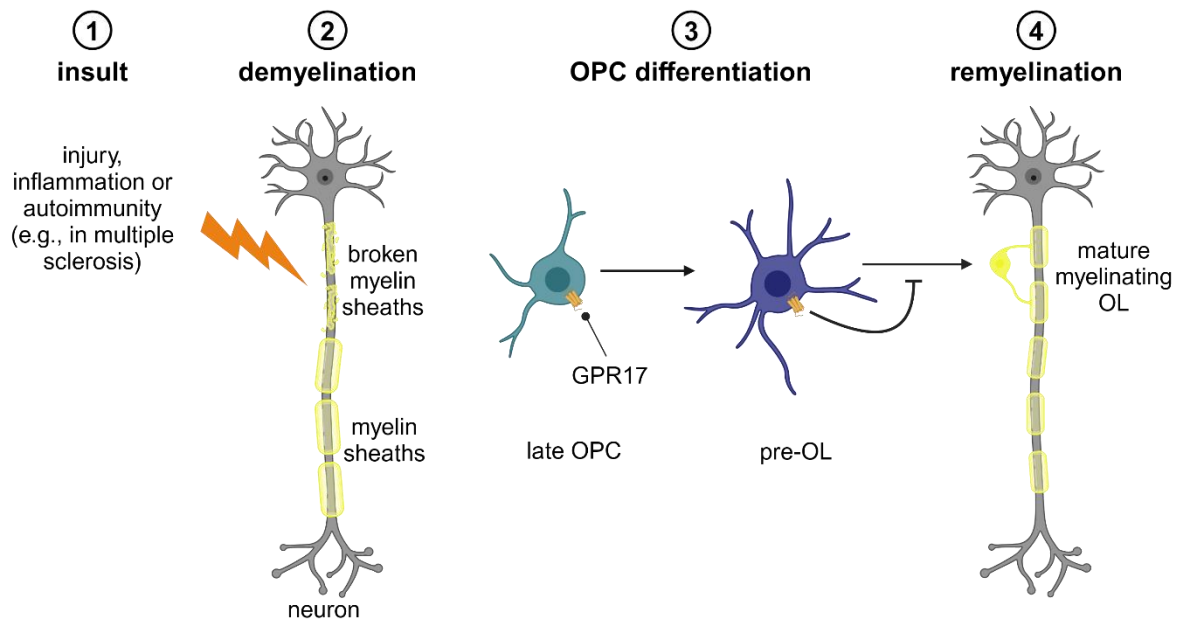 1
insult
injury,
inflammation or
autoimmunity
(e.g., in multiple
sclerosis)
2
demyelination
broken
myelin
sheaths
myelin
sheaths
neuron
3
OPC differentiation
GPR17
late OPC
pre-OL
4
remyelination
mature
myelinating
OL